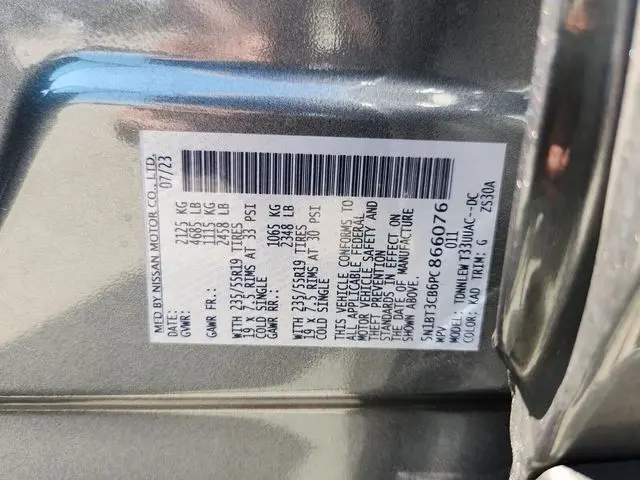 MFD BY NISSAN MOTOR CO., LTD.
DATE: 07/23
GVWR: 2125 KG
4685 LB
GAWR FR.: 1115 KG
2458 LB
WITH 235/55R19 TIRES
19 X 7.5 RIMS AT 33 PSI
COLD SINGLE
GAWR RR.: 1065 KG
2348 LB
WITH 235/55R19 TIRES
19 X 7.5 RIMS AT 30 PSI
COLD SINGLE
THIS VEHICLE CONFORMS TO
ALL APPLICABLE FEDERAL
MOTOR VEHICLE SAFETY AND
THEFT PREVENTION
STANDARDS IN EFFECT ON
THE DATE OF MANUFACTURE
SHOWN ABOVE.
5N1BT3CB6PC866076
MPV 011
MODEL: TDNNLEWT33UUAC--DC
COLOR: KAD TRIM: G ZS30A